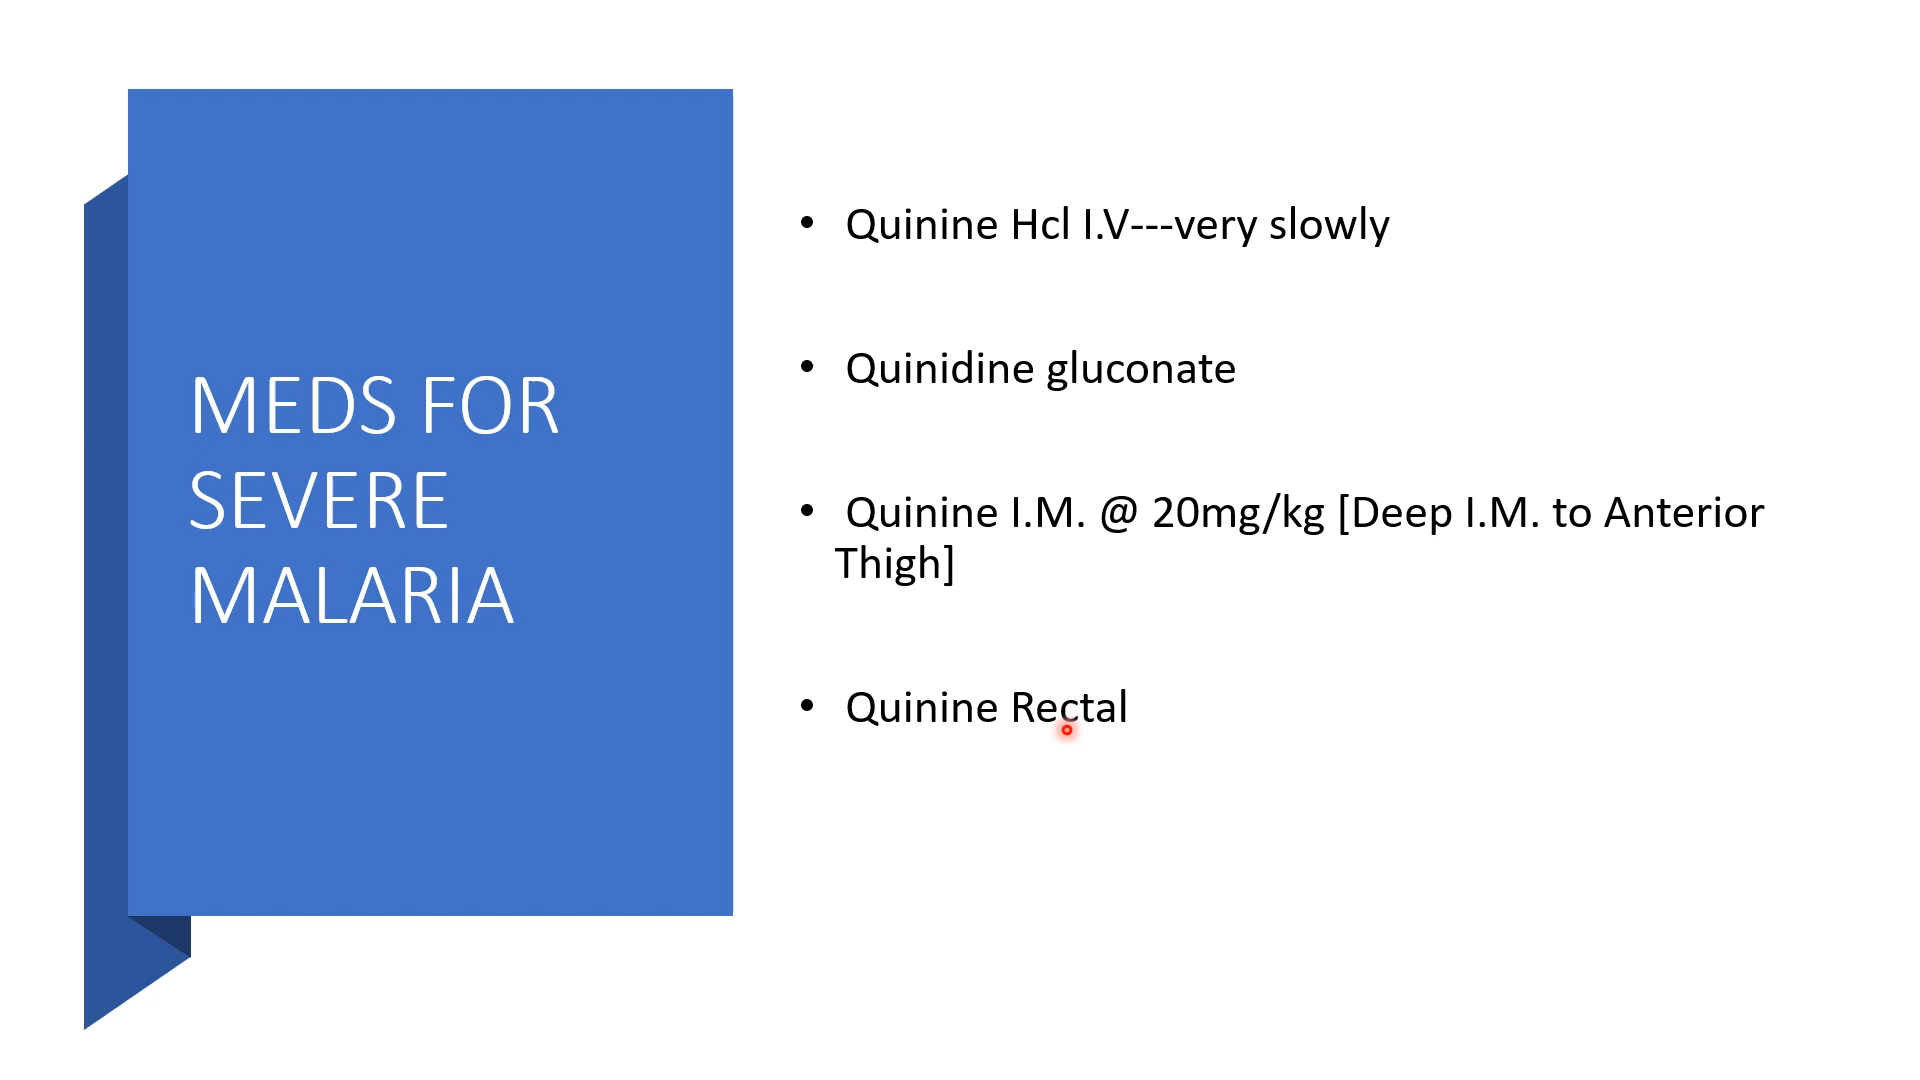 MEDS FOR
SEVERE
MALARIA
• Quinine Hcl I.V---very slowly
• Quinidine gluconate
• Quinine I.M. @ 20mg/kg [Deep I.M. to Anterior
Thigh]
• Quinine Rectal